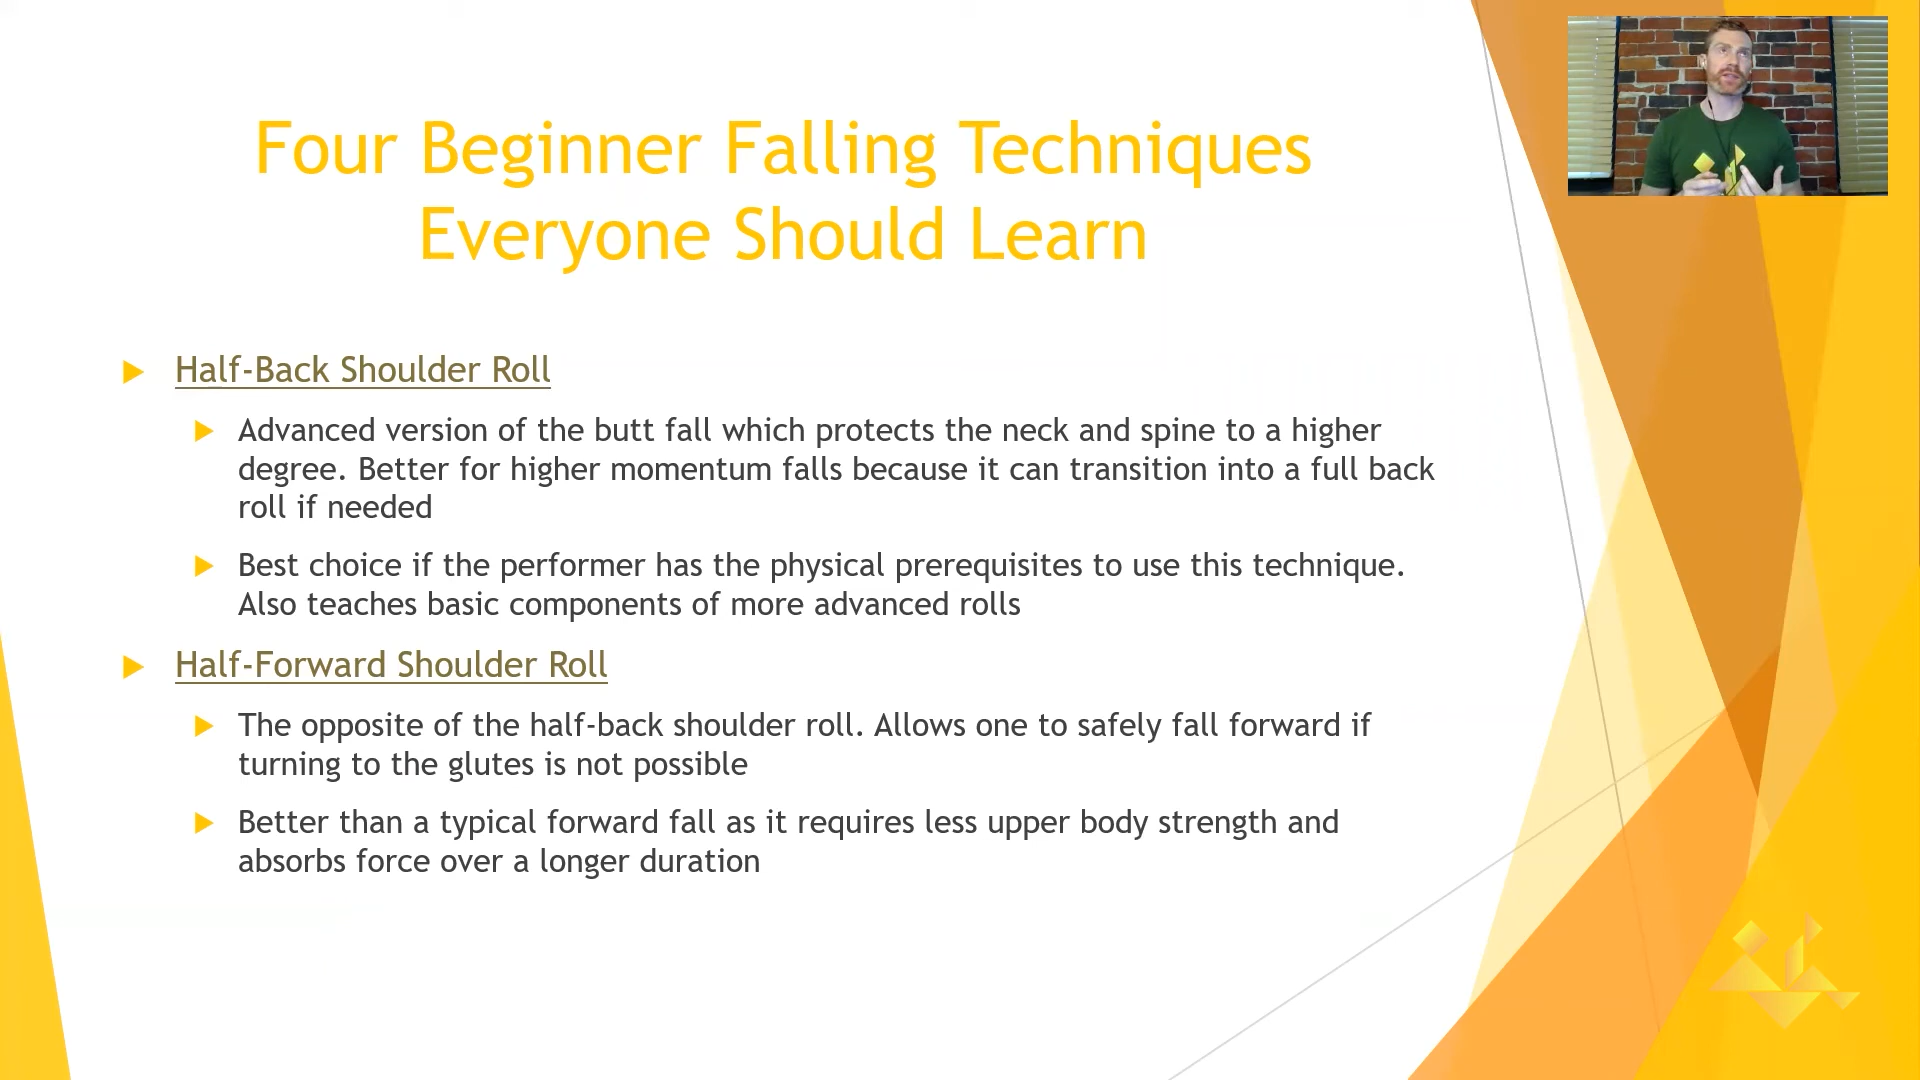 Four Beginner Falling Techniques
Everyone Should Learn
Half-Back Shoulder Roll
Advanced version of the butt fall which protects the neck and spine to a higher
degree. Better for higher momentum falls because it can transition into a full back
roll if needed
Best choice if the performer has the physical prerequisites to use this technique.
Also teaches basic components of more advanced rolls
Half-Forward Shoulder Roll
The opposite of the half-back shoulder roll. Allows one to safely fall forward if
turning to the glutes is not possible
Better than a typical forward fall as it requires less upper body strength and
absorbs force over a longer duration